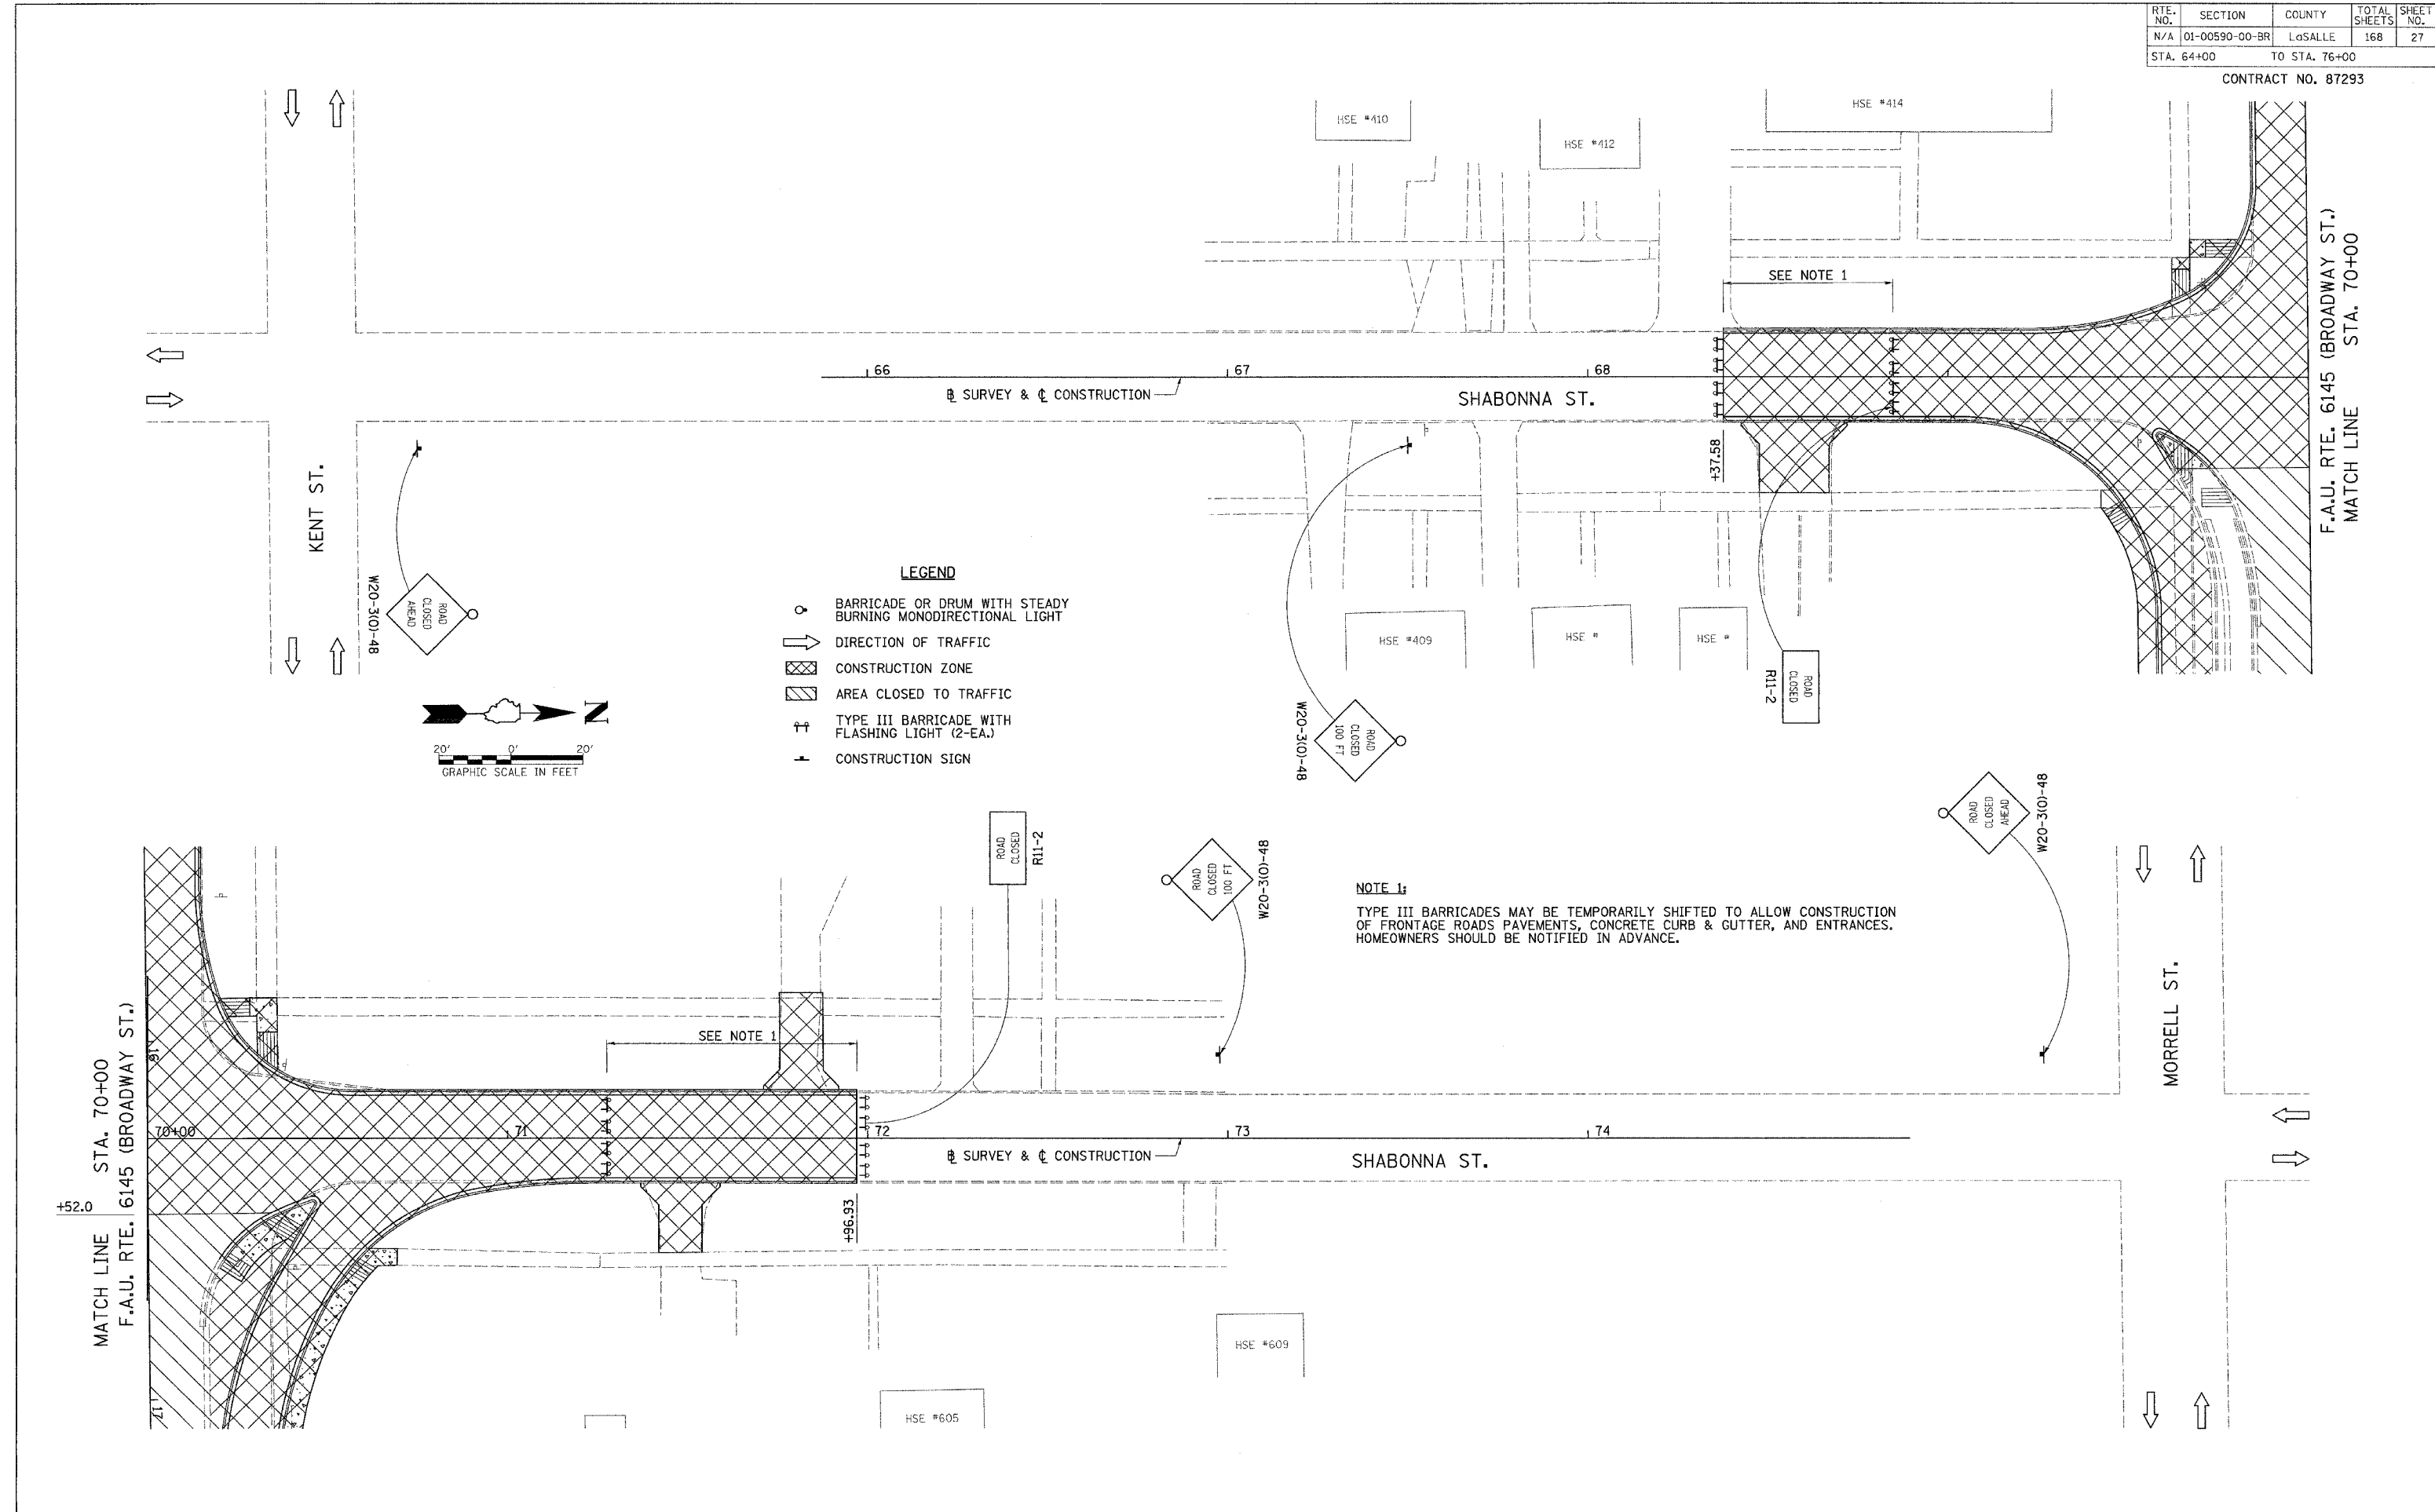 RTE. NO. SECTION COUNTY TOTAL SHEETS SHEET NO.
N/A 01-00590-00-BR LaSALLE 168 27
STA. 64+00 TO STA. 76+00
CONTRACT NO. 87293
HSE #410
HSE #412
HSE #414
SEE NOTE 1
66
67
68
℄ SURVEY & ℄ CONSTRUCTION
SHABONNA ST.
+37.58
KENT ST.
F.A.U. RTE. 6145 (BROADWAY ST.)
MATCH LINE STA. 70+00
ROAD
CLOSED
AHEAD
W20-3(O)-48
LEGEND
BARRICADE OR DRUM WITH STEADY
BURNING MONODIRECTIONAL LIGHT
DIRECTION OF TRAFFIC
CONSTRUCTION ZONE
AREA CLOSED TO TRAFFIC
TYPE III BARRICADE WITH
FLASHING LIGHT (2-EA.)
CONSTRUCTION SIGN
N
20' 0' 20'
GRAPHIC SCALE IN FEET
HSE #409
HSE #
HSE #
ROAD
CLOSED
100 FT
W20-3(O)-48
ROAD
CLOSED
R11-2
ROAD
CLOSED
R11-2
ROAD
CLOSED
100 FT
W20-3(O)-48
ROAD
CLOSED
AHEAD
W20-3(O)-48
NOTE 1:
TYPE III BARRICADES MAY BE TEMPORARILY SHIFTED TO ALLOW CONSTRUCTION
OF FRONTAGE ROADS PAVEMENTS, CONCRETE CURB & GUTTER, AND ENTRANCES.
HOMEOWNERS SHOULD BE NOTIFIED IN ADVANCE.
MORRELL ST.
MATCH LINE STA. 70+00
F.A.U. RTE. 6145 (BROADWAY ST.)
SEE NOTE 1
16
70+00
71
72
73
74
℄ SURVEY & ℄ CONSTRUCTION
SHABONNA ST.
+52.0
+96.93
17
HSE #609
HSE #605